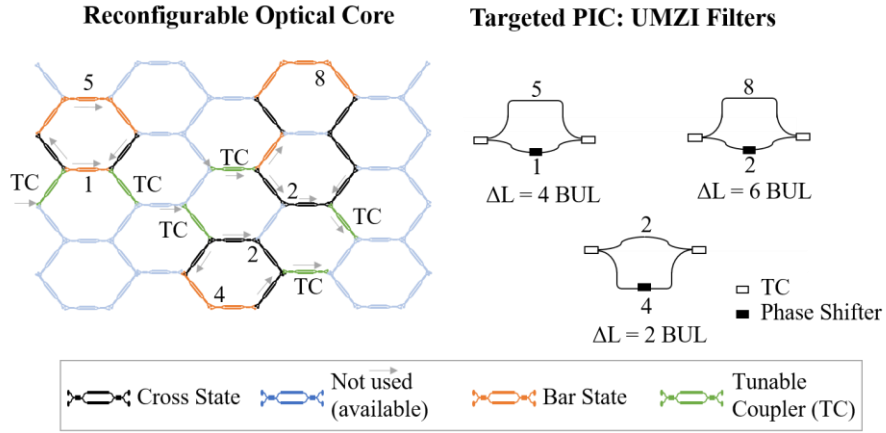 Reconfigurable Optical Core
Targeted PIC: UMZI Filters
5
8
TC
1
TC
TC
2
TC
TC
2
4
TC
5
1
ΔL = 4 BUL
8
2
ΔL = 6 BUL
2
4
ΔL = 2 BUL
TC
Phase Shifter
Cross State
Not used
(available)
Bar State
Tunable
Coupler (TC)